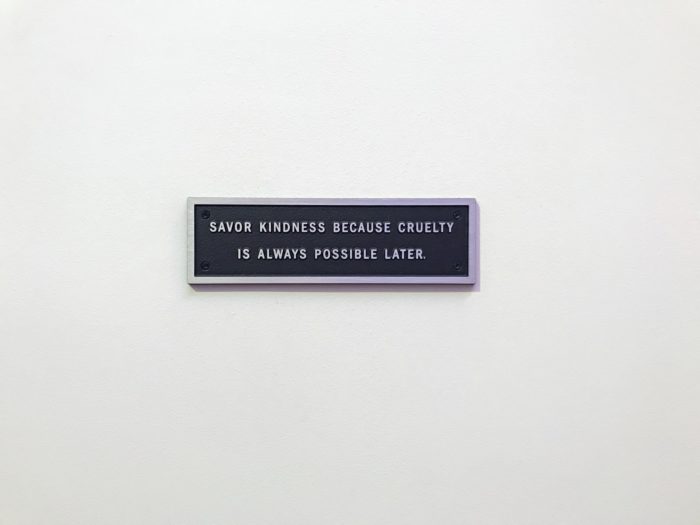 SAVOR KINDNESS BECAUSE CRUELTY
IS ALWAYS POSSIBLE LATER.